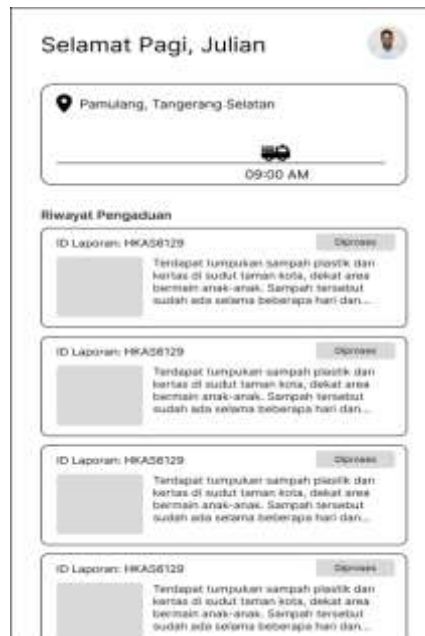 Selamat Pagi, Julian
Pamulang, Tangerang Selatan
09:00 AM
Riwayat Pengaduan
ID Laporan: HKAS6129 Diproses
Terdapat tumpukan sampah plastik dan
kertas di sudut taman kota, dekat area
bermain anak-anak. Sampah tersebut
sudah ada selama beberapa hari dan...
ID Laporan: HKAS6129 Diproses
Terdapat tumpukan sampah plastik dan
kertas di sudut taman kota, dekat area
bermain anak-anak. Sampah tersebut
sudah ada selama beberapa hari dan...
ID Laporan: HKAS6129 Diproses
Terdapat tumpukan sampah plastik dan
kertas di sudut taman kota, dekat area
bermain anak-anak. Sampah tersebut
sudah ada selama beberapa hari dan...
ID Laporan: HKAS6129 Diproses
Terdapat tumpukan sampah plastik dan
kertas di sudut taman kota, dekat area
bermain anak-anak. Sampah tersebut
sudah ada selama beberapa hari dan...